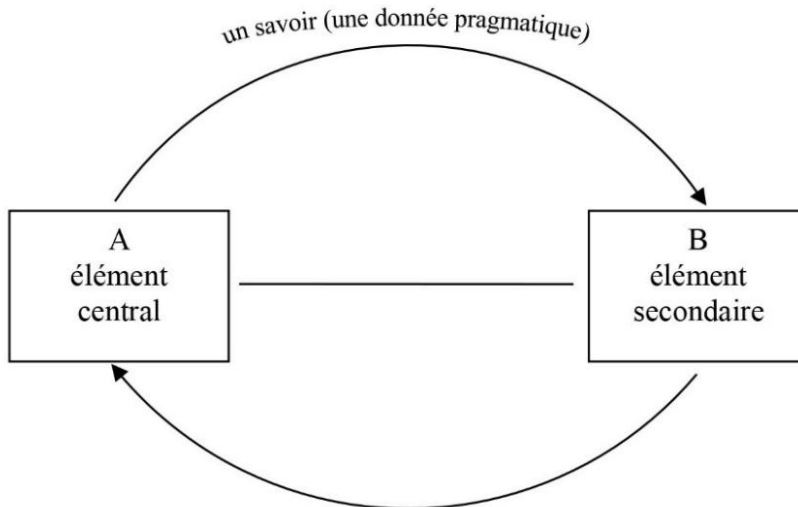 un savoir (une donnée pragmatique)
A
élément
central
B
élément
secondaire